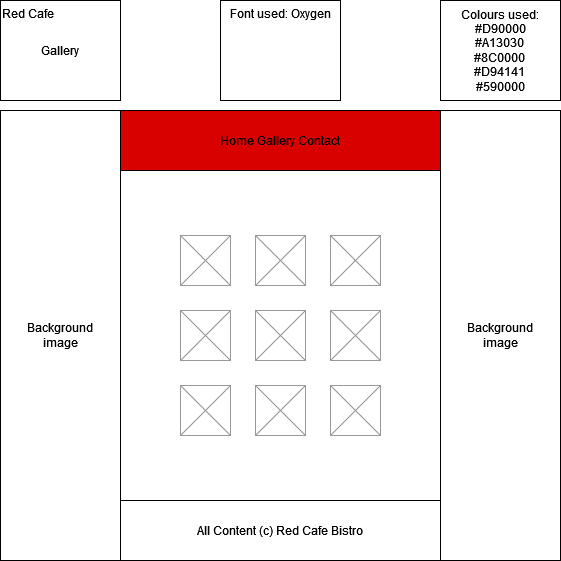 Red Cafe
Gallery
Font used: Oxygen
Colours used:
#D90000
#A13030
#8C0000
#D94141
#590000
Home Gallery Contact
Background
image
Background
image
All Content (c) Red Cafe Bistro